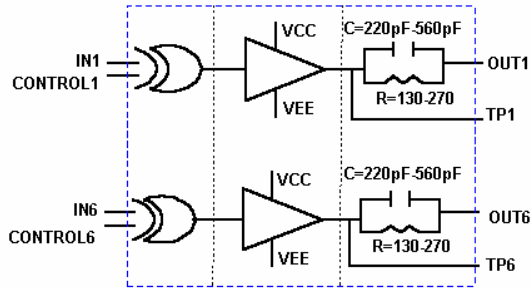 VCC C=220pF-560pF
IN1 OUT1
CONTROL1
VEE R=130-270
TP1
VCC C=220pF-560pF
IN6 OUT6
CONTROL6 R=130-270
VEE TP6